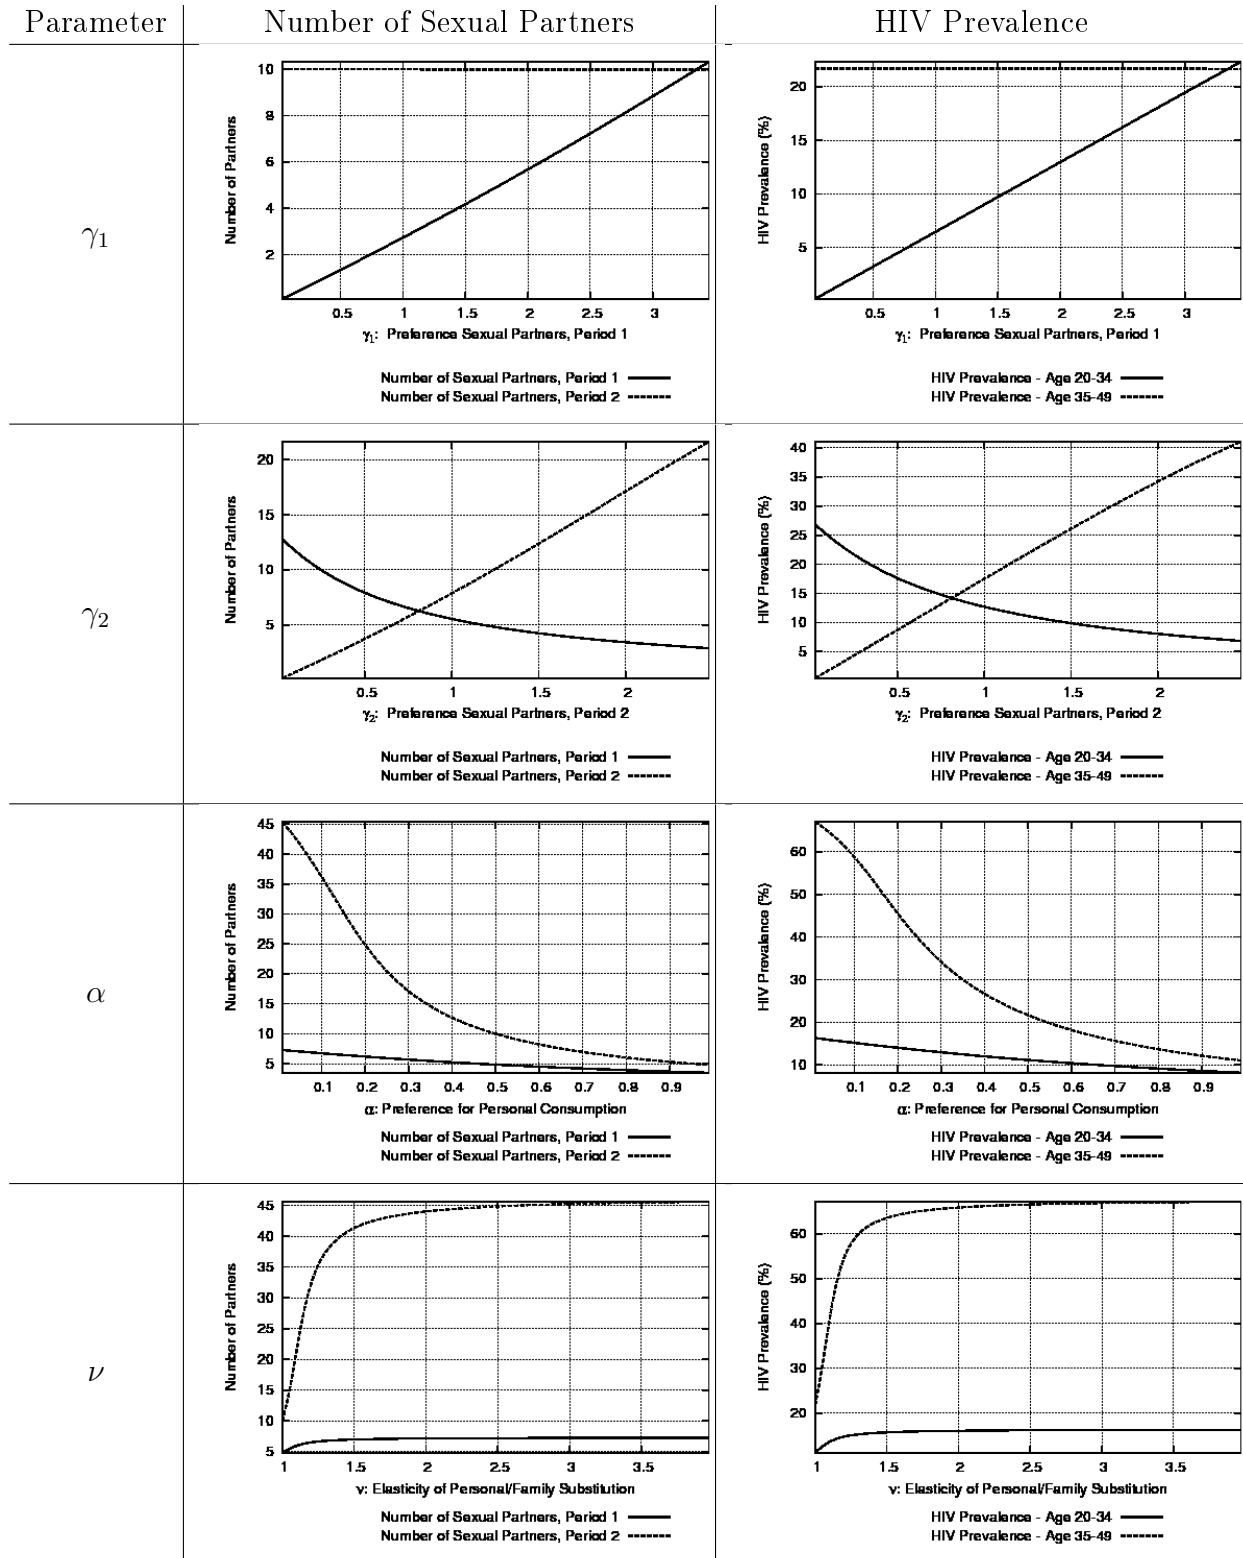 Parameter Number of Sexual Partners HIV Prevalence
γ1
Number of Partners
10
8
6
4
2
0.5 1 1.5 2 2.5 3
γ1: Preference Sexual Partners, Period 1
Number of Sexual Partners, Period 1
Number of Sexual Partners, Period 2
HIV Prevalence (%)
20
15
10
5
0.5 1 1.5 2 2.5 3
γ1: Preference Sexual Partners, Period 1
HIV Prevalence - Age 20-34
HIV Prevalence - Age 35-49
γ2
Number of Partners
20
15
10
5
0.5 1 1.5 2
γ2: Preference Sexual Partners, Period 2
Number of Sexual Partners, Period 1
Number of Sexual Partners, Period 2
HIV Prevalence (%)
40
35
30
25
20
15
10
5
0.5 1 1.5 2
γ2: Preference Sexual Partners, Period 2
HIV Prevalence - Age 20-34
HIV Prevalence - Age 35-49
α
Number of Partners
45
40
35
30
25
20
15
10
5
0.1 0.2 0.3 0.4 0.5 0.6 0.7 0.8 0.9
α: Preference for Personal Consumption
Number of Sexual Partners, Period 1
Number of Sexual Partners, Period 2
HIV Prevalence (%)
60
50
40
30
20
10
0.1 0.2 0.3 0.4 0.5 0.6 0.7 0.8 0.9
α: Preference for Personal Consumption
HIV Prevalence - Age 20-34
HIV Prevalence - Age 35-49
ν
Number of Partners
45
40
35
30
25
20
15
10
5
1 1.5 2 2.5 3 3.5
ν: Elasticity of Personal/Family Substitution
Number of Sexual Partners, Period 1
Number of Sexual Partners, Period 2
HIV Prevalence (%)
60
50
40
30
20
1 1.5 2 2.5 3 3.5
ν: Elasticity of Personal/Family Substitution
HIV Prevalence - Age 20-34
HIV Prevalence - Age 35-49